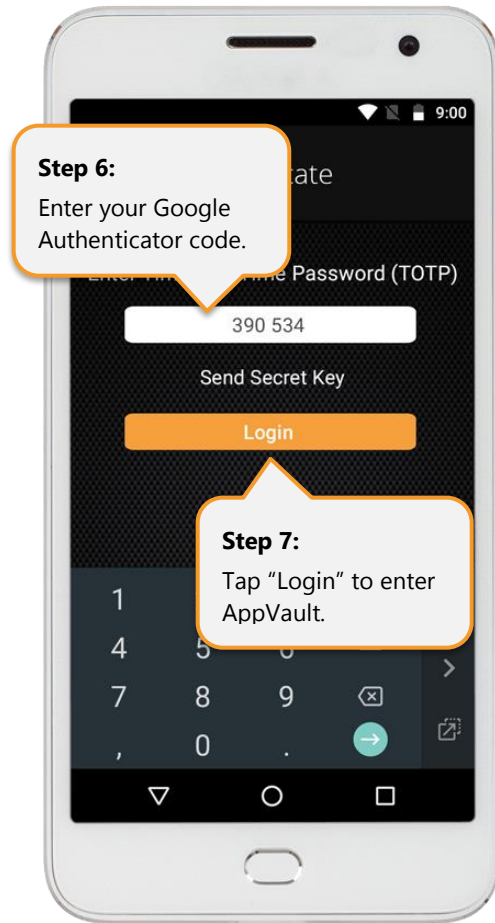 9:00
Step 6:
Enter your Google
Authenticator code.
Password (TOTP)
390 534
Send Secret Key
Login
Step 7:
Tap “Login” to enter
AppVault.
1
4 5
7 8 9
, 0 .